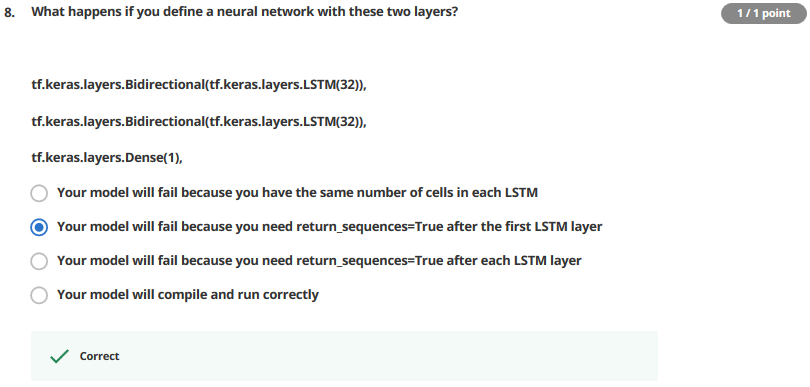 8. What happens if you define a neural network with these two layers?
1 / 1 point
tf.keras.layers.Bidirectional(tf.keras.layers.LSTM(32)),
tf.keras.layers.Bidirectional(tf.keras.layers.LSTM(32)),
tf.keras.layers.Dense(1),
Your model will fail because you have the same number of cells in each LSTM
Your model will fail because you need return_sequences=True after the first LSTM layer
Your model will fail because you need return_sequences=True after each LSTM layer
Your model will compile and run correctly
Correct